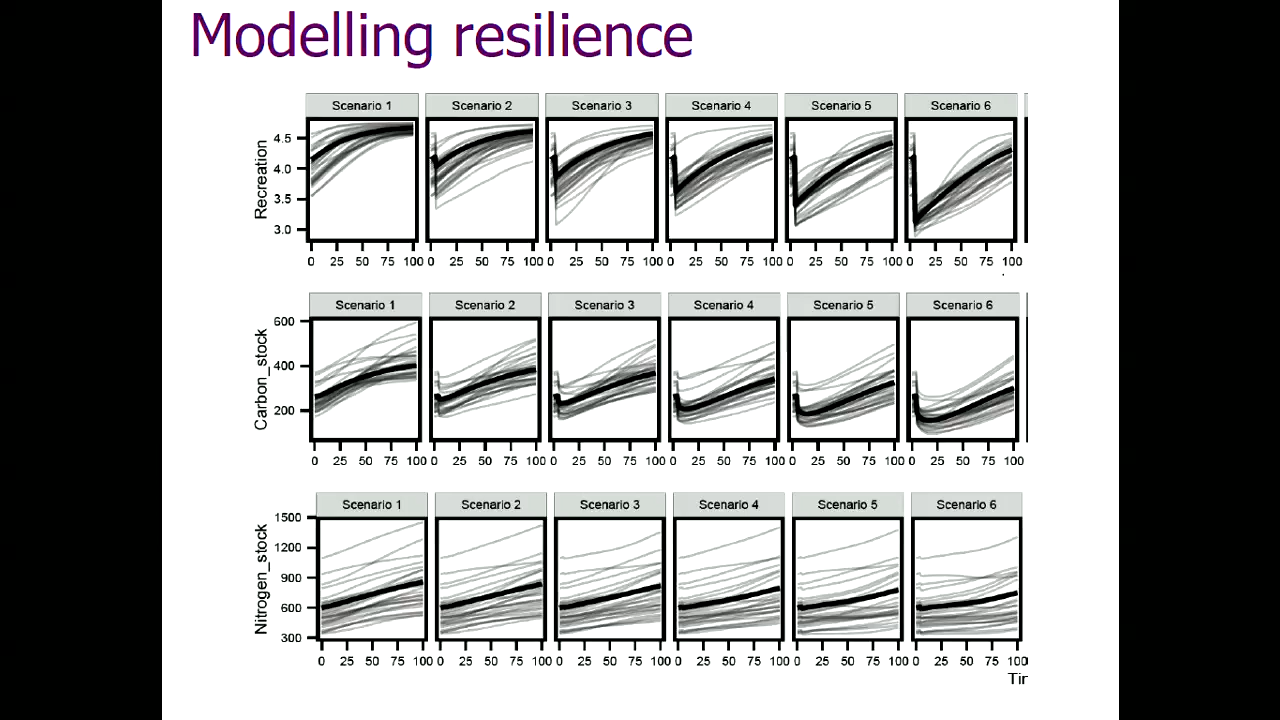 Modelling resilience
Scenario 1 Scenario 2 Scenario 3 Scenario 4 Scenario 5 Scenario 6
Recreation
4.5
4.0
3.5
3.0
0 25 50 75 100 0 25 50 75 100 0 25 50 75 100 0 25 50 75 100 0 25 50 75 100 0 25 50 75 100
Scenario 1 Scenario 2 Scenario 3 Scenario 4 Scenario 5 Scenario 6
Carbon_stock
600
400
200
0 25 50 75 100 0 25 50 75 100 0 25 50 75 100 0 25 50 75 100 0 25 50 75 100 0 25 50 75 100
Scenario 1 Scenario 2 Scenario 3 Scenario 4 Scenario 5 Scenario 6
Nitrogen_stock
1500
1200
900
600
300
0 25 50 75 100 0 25 50 75 100 0 25 50 75 100 0 25 50 75 100 0 25 50 75 100 0 25 50 75 100